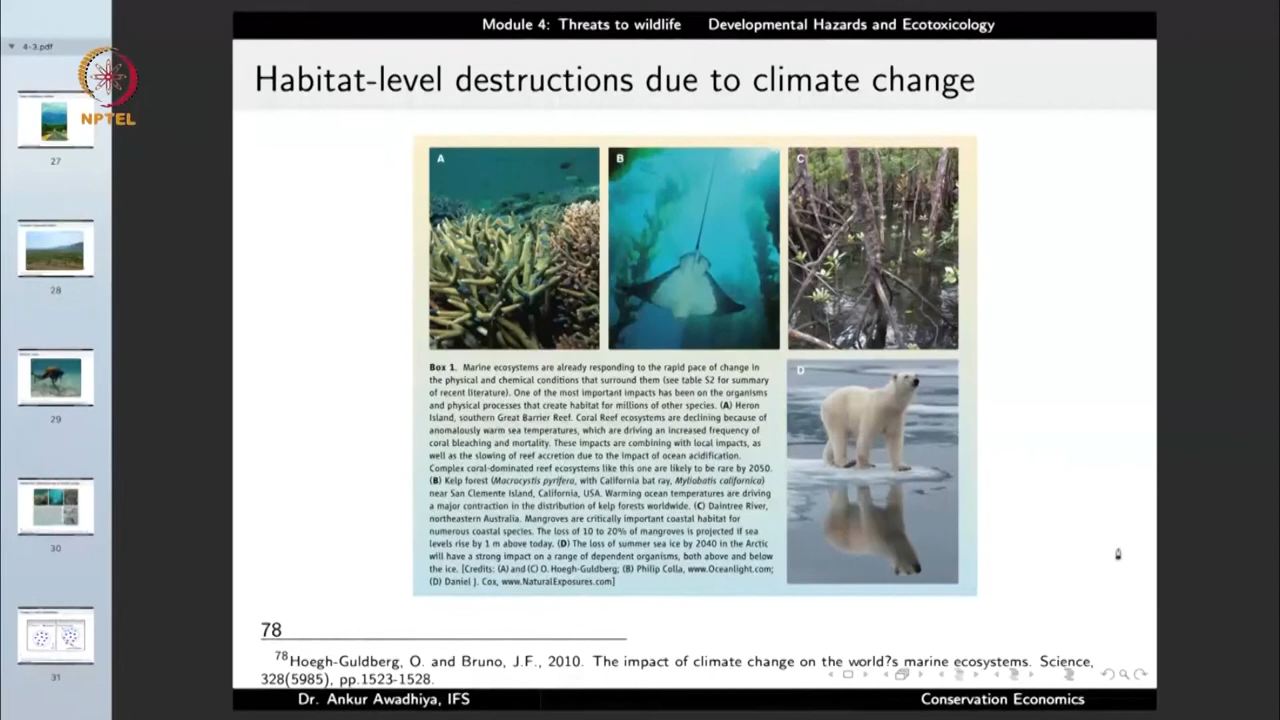 Module 4: Threats to wildlife Developmental Hazards and Ecotoxicology
4-3.pdf
NPTEL
27
28
29
30
31
Habitat-level destructions due to climate change
A
B
C
D
Box 1. Marine ecosystems are already responding to the rapid pace of change in
the physical and chemical conditions that surround them (see table S2 for summary
of recent literature). One of the most important impacts has been on the organisms
and physical processes that create habitat for millions of other species. (A) Heron
Island, southern Great Barrier Reef. Coral Reef ecosystems are declining because of
anomalously warm sea temperatures, which are driving an increased frequency of
coral bleaching and mortality. These impacts are combining with local impacts, as
well as the slowing of reef accretion due to the impact of ocean acidification.
Complex coral-dominated reef ecosystems like this one are likely to be rare by 2050.
(B) Kelp forest (Macrocystis pyrifera, with California bat ray, Myliobatis californica)
near San Clemente Island, California, USA. Warming ocean temperatures are driving
a major contraction in the distribution of kelp forests worldwide. (C) Daintree River,
northeastern Australia. Mangroves are critically important coastal habitat for
numerous coastal species. The loss of 10 to 20% of mangroves is projected if sea
levels rise by 1 m above today. (D) The loss of summer sea ice by 2040 in the Arctic
will have a strong impact on a range of dependent organisms, both above and below
the ice. [Credits: (A) and (C) O. Hoegh-Guldberg; (B) Philip Colla, www.Oceanlight.com;
(D) Daniel J. Cox, www.NaturalExposures.com]
78
78Hoegh-Guldberg, O. and Bruno, J.F., 2010. The impact of climate change on the world?s marine ecosystems. Science,
328(5985), pp.1523-1528.
Dr. Ankur Awadhiya, IFS Conservation Economics